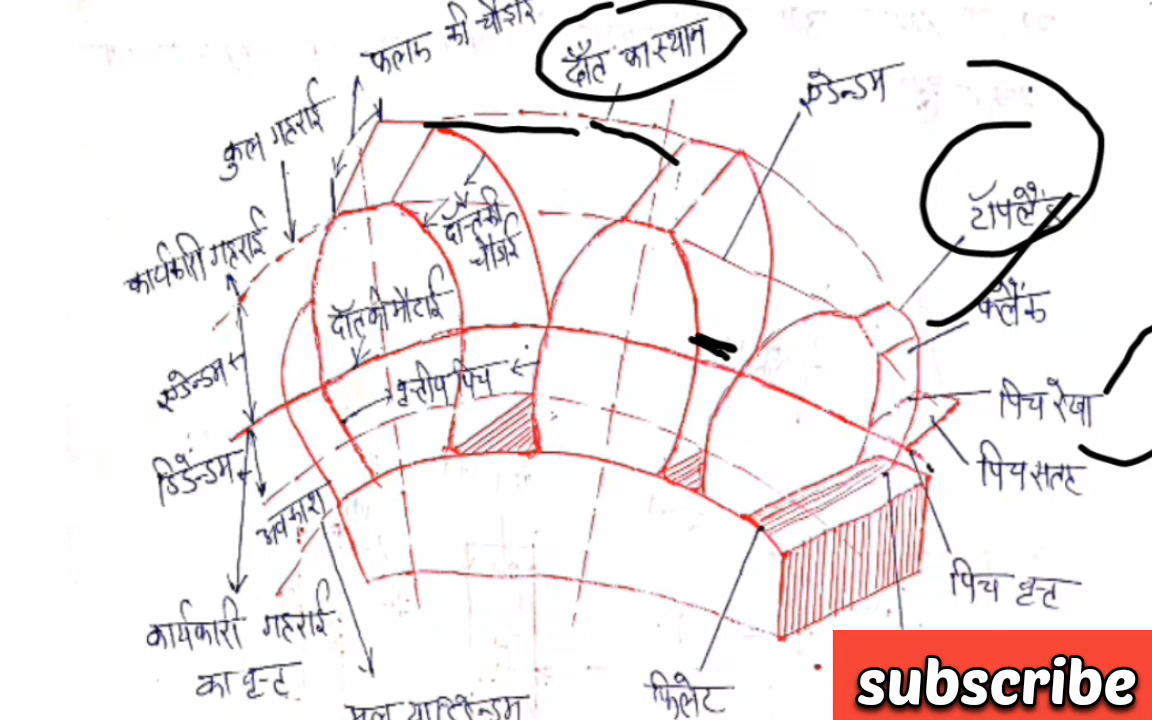 फलक की चौड़ाई
दाँत का स्थान
एडेन्डम
कुल गहराई
टॉपलैंड
कार्यकारी गहराई
दाँत की
चौड़ाई
फ्लैंक
दाँत की मोटाई
एडेन्डम
वृत्तीय पिच
पिच रेखा
डिडेंडम
पिच सतह
अवकाश
पिच वृत्त
कार्यकारी गहराई
का वृत्त
फिलेट
subscribe